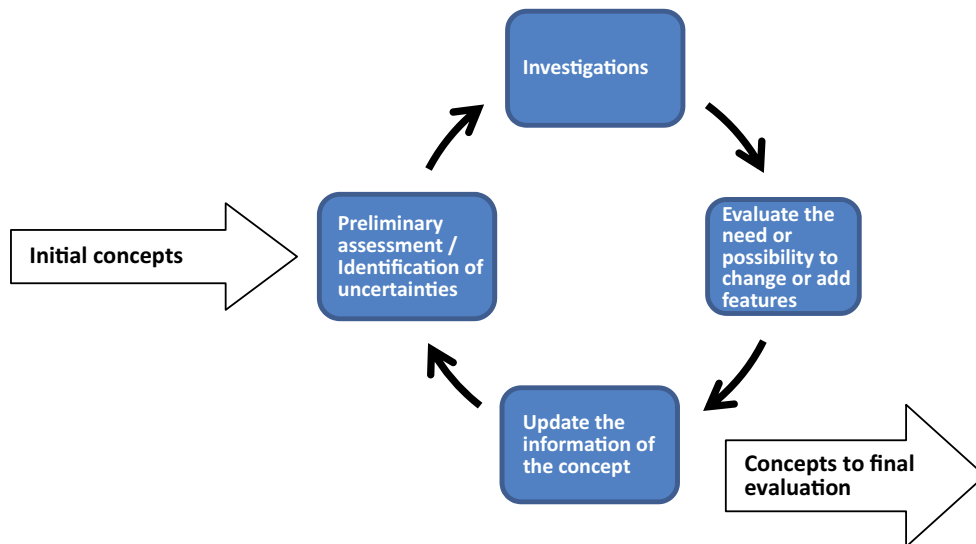 Investigations
Initial concepts
Preliminary
assessment /
Identification of
uncertainties
Evaluate the
need or
possibility to
change or add
features
Update the
information of
the concept
Concepts to final
evaluation